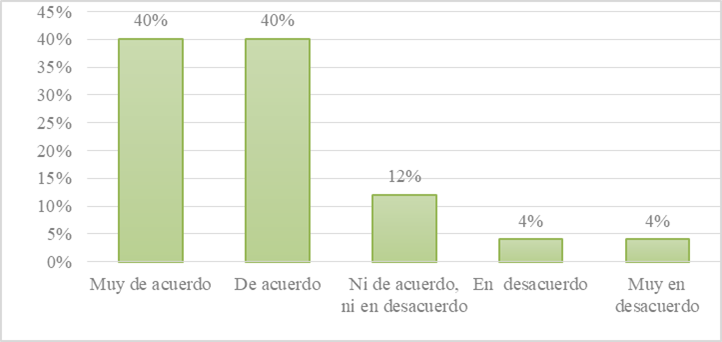 45%
40%
35%
30%
25%
20%
15%
10%
5%
0%
40%
40%
12%
4%
4%
Muy de acuerdo
De acuerdo
Ni de acuerdo,
ni en desacuerdo
En  desacuerdo
Muy en
desacuerdo